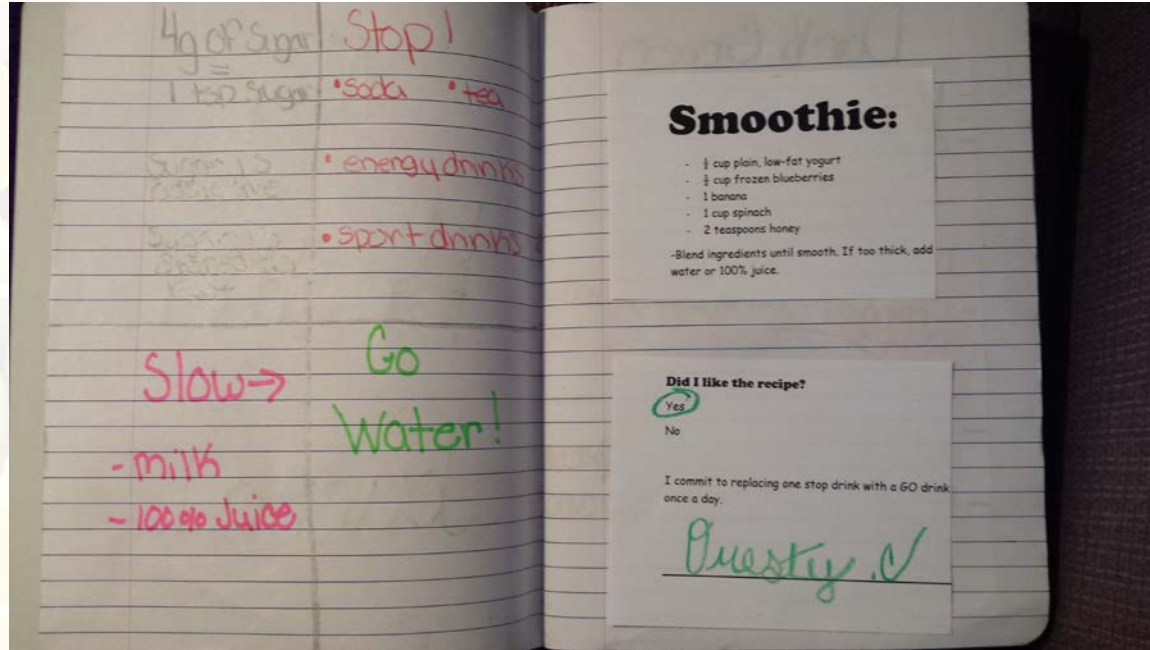 4g of Sugar
=
1 tsp Sugar
Stop!
•soda •tea
•energy drinks
•sport drinks
Slow→
-milk
-100% Juice
Go
Water!
Smoothie:
- ½ cup plain, low-fat yogurt
- ½ cup frozen blueberries
- 1 banana
- 1 cup spinach
- 2 teaspoons honey
-Blend ingredients until smooth. If too thick, add
water or 100% juice.
Did I like the recipe?
Yes
No
I commit to replacing one stop drink with a GO drink
once a day.